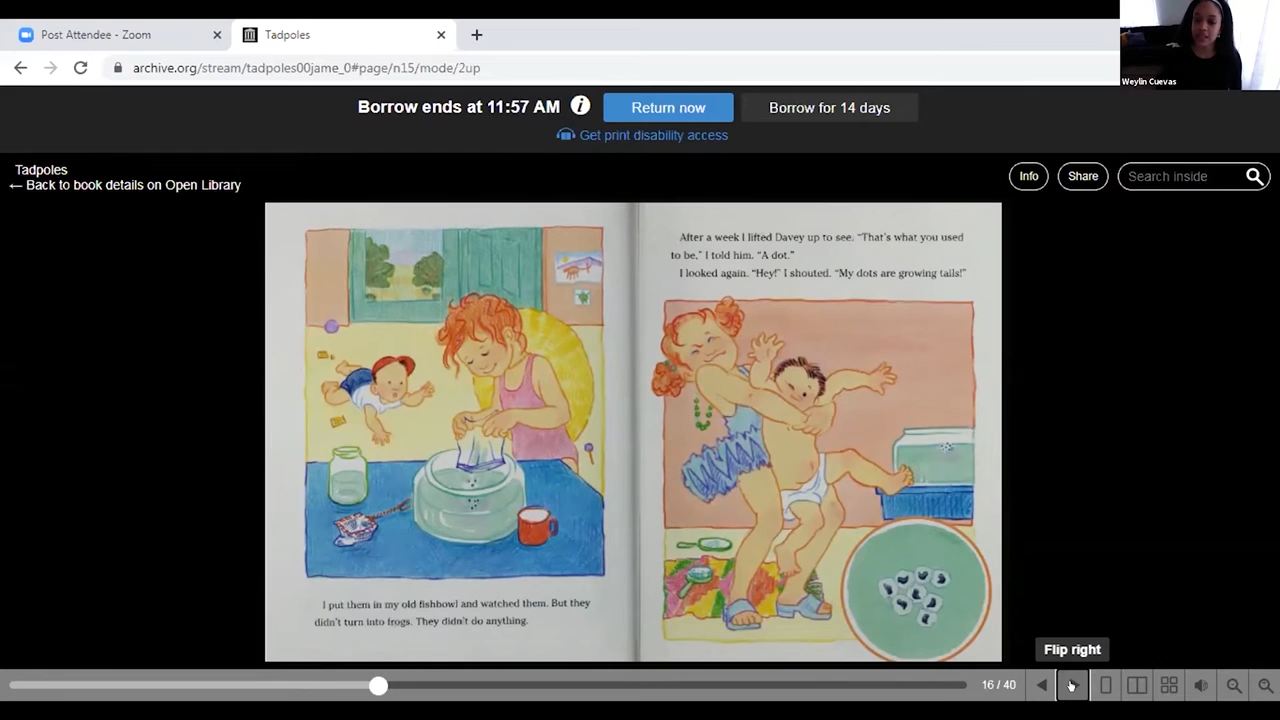 Post Attendee - Zoom
Tadpoles
archive.org/stream/tadpoles00jame_0#page/n15/mode/2up
Weylin Cuevas
Borrow ends at 11:57 AM
Return now
Borrow for 14 days
Get print disability access
Tadpoles
← Back to book details on Open Library
Info
Share
Search inside
I put them in my old fishbowl and watched them. But they
didn't turn into frogs. They didn't do anything.
After a week I lifted Davey up to see. "That's what you used
to be," I told him. "A dot."
I looked again. "Hey!" I shouted. "My dots are growing tails!"
Flip right
16 / 40